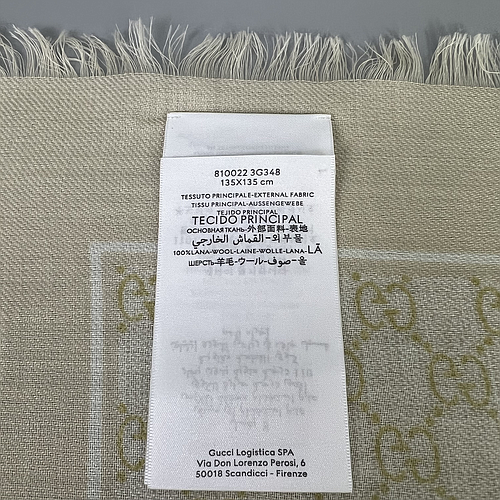 810022 3G348
135X135 cm
TESSUTO PRINCIPALE-EXTERNAL FABRIC
TISSU PRINCIPAL-AUSSENGEWEBE
TEJIDO PRINCIPAL
TECIDO PRINCIPAL
ОСНОВНАЯ ТКАНЬ-外部面料-表地
القماش الخارجي-외부물
100%LANA-WOOL-LAINE-WOLLE-LANA-LÃ
ШЕРСТЬ-羊毛-ウール-صوف-울
Gucci Logistica SPA
Via Don Lorenzo Perosi, 6
50018 Scandicci - Firenze